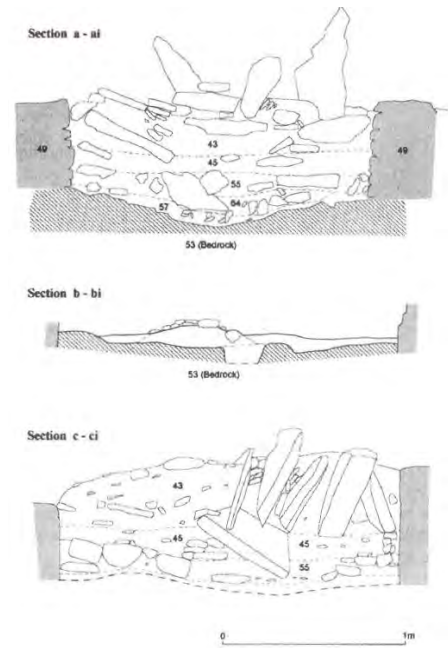 Section a - ai
49
43
49
45
55
57
64
53 (Bedrock)
Section b - bi
53 (Bedrock)
Section c - ci
43
45
45
55
0
1m